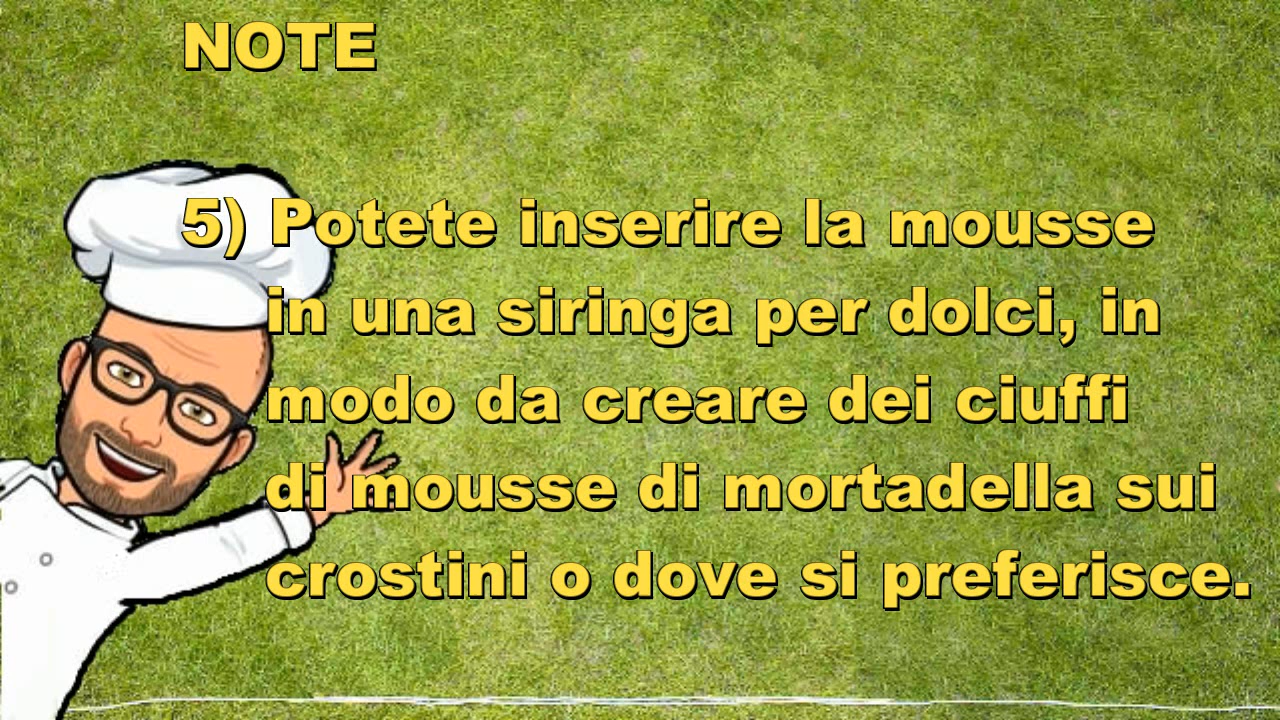 NOTE
5) Potete inserire la mousse
in una siringa per dolci, in
modo da creare dei ciuffi
di mousse di mortadella sui
crostini o dove si preferisce.